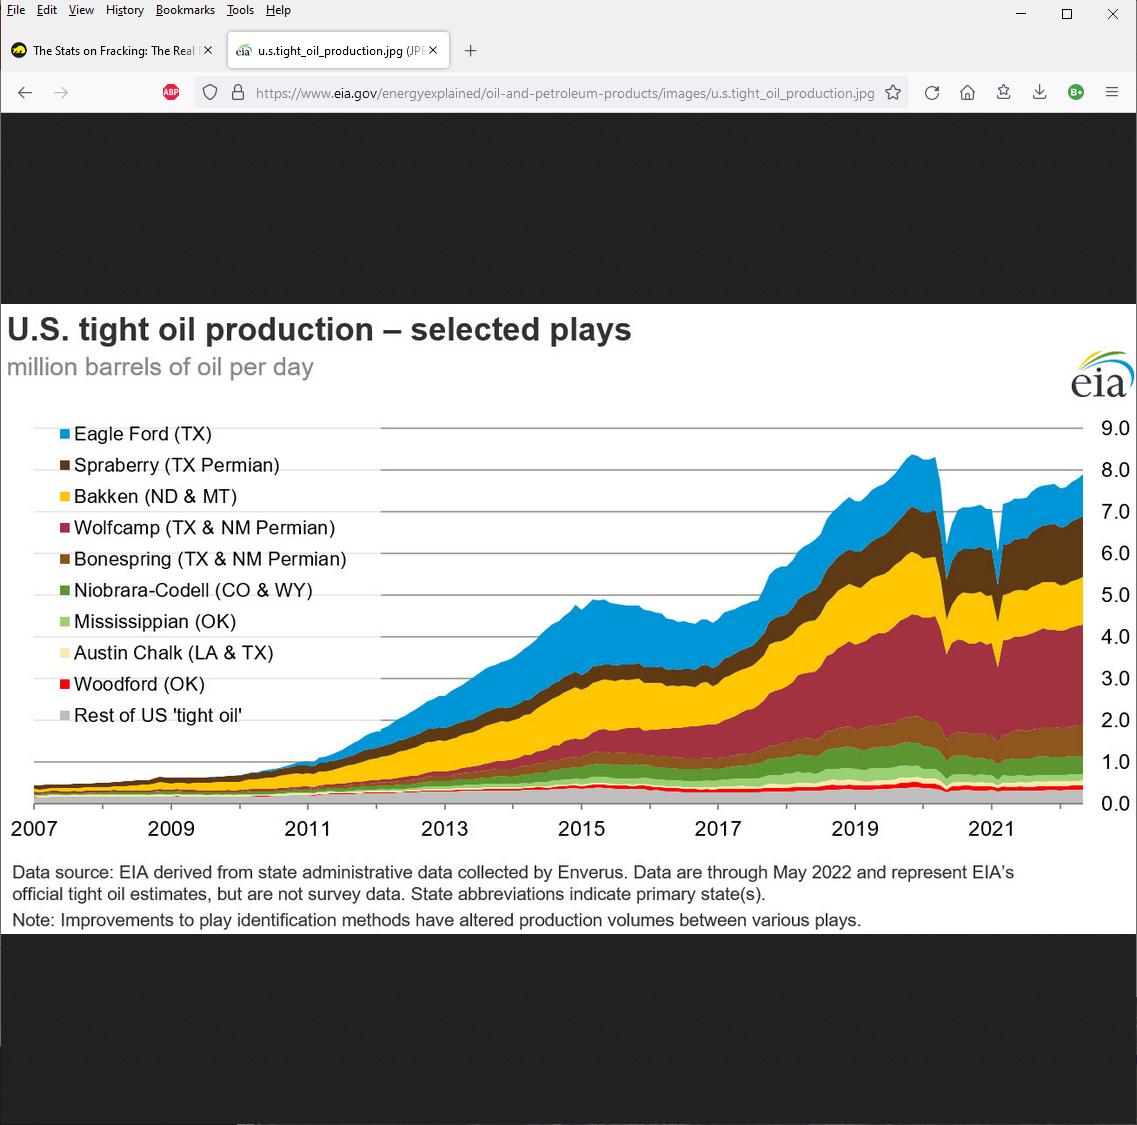 File Edit View History Bookmarks Tools Help
The Stats on Fracking: The Real
u.s.tight_oil_production.jpg (JPE
ABP
https://www.eia.gov/energyexplained/oil-and-petroleum-products/images/u.s.tight_oil_production.jpg
B+
U.S. tight oil production – selected plays
million barrels of oil per day
eia
Eagle Ford (TX)
Spraberry (TX Permian)
Bakken (ND & MT)
Wolfcamp (TX & NM Permian)
Bonespring (TX & NM Permian)
Niobrara-Codell (CO & WY)
Mississippian (OK)
Austin Chalk (LA & TX)
Woodford (OK)
Rest of US 'tight oil'
9.0
8.0
7.0
6.0
5.0
4.0
3.0
2.0
1.0
0.0
2007 2009 2011 2013 2015 2017 2019 2021
Data source: EIA derived from state administrative data collected by Enverus. Data are through May 2022 and represent EIA's
official tight oil estimates, but are not survey data. State abbreviations indicate primary state(s).
Note: Improvements to play identification methods have altered production volumes between various plays.